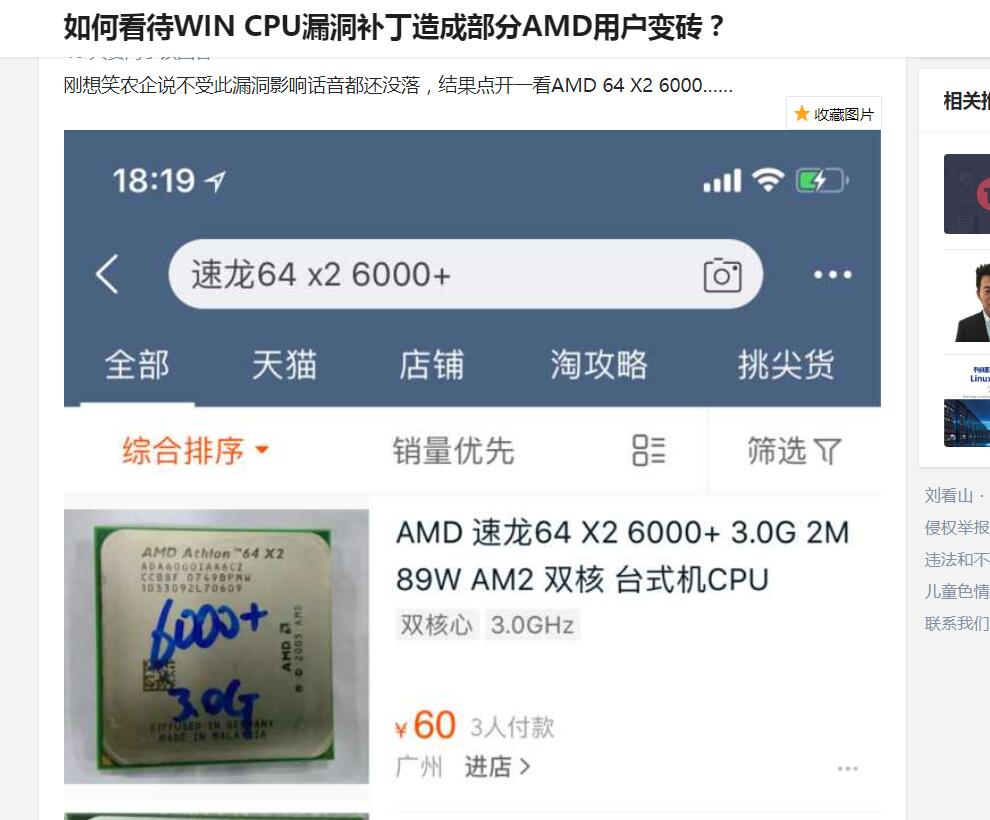 如何看待WIN CPU漏洞补丁造成部分AMD用户变砖？
刚想笑农企说不受此漏洞影响话音都还没落，结果点开一看AMD 64 X2 6000......
收藏图片
18:19
速龙64 x2 6000+
全部 天猫 店铺 淘攻略 挑尖货
综合排序 销量优先 筛选
AMD Athlon™64 X2
ADA6000IAA6CZ
CCBBF 0749BPMW
1D33092L70609
6000+
3.0G
AMD
© 2005 AMD
DIFFUSED IN GERMANY
MADE IN MALAYSIA
AMD 速龙64 X2 6000+ 3.0G 2M
89W AM2 双核 台式机CPU
双核心 3.0GHz
¥60 3人付款
广州 进店
相关推
Linux
刘看山 ·
侵权举报
违法和不
儿童色情
联系我们